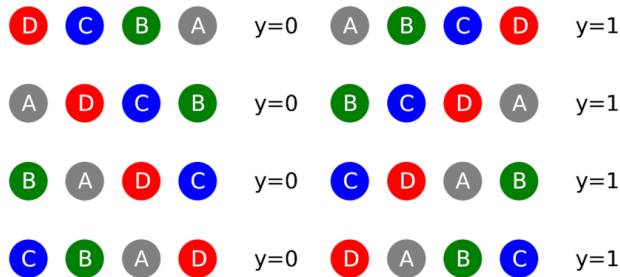 D C B A y=0 A B C D y=1
A D C B y=0 B C D A y=1
B A D C y=0 C D A B y=1
C B A D y=0 D A B C y=1